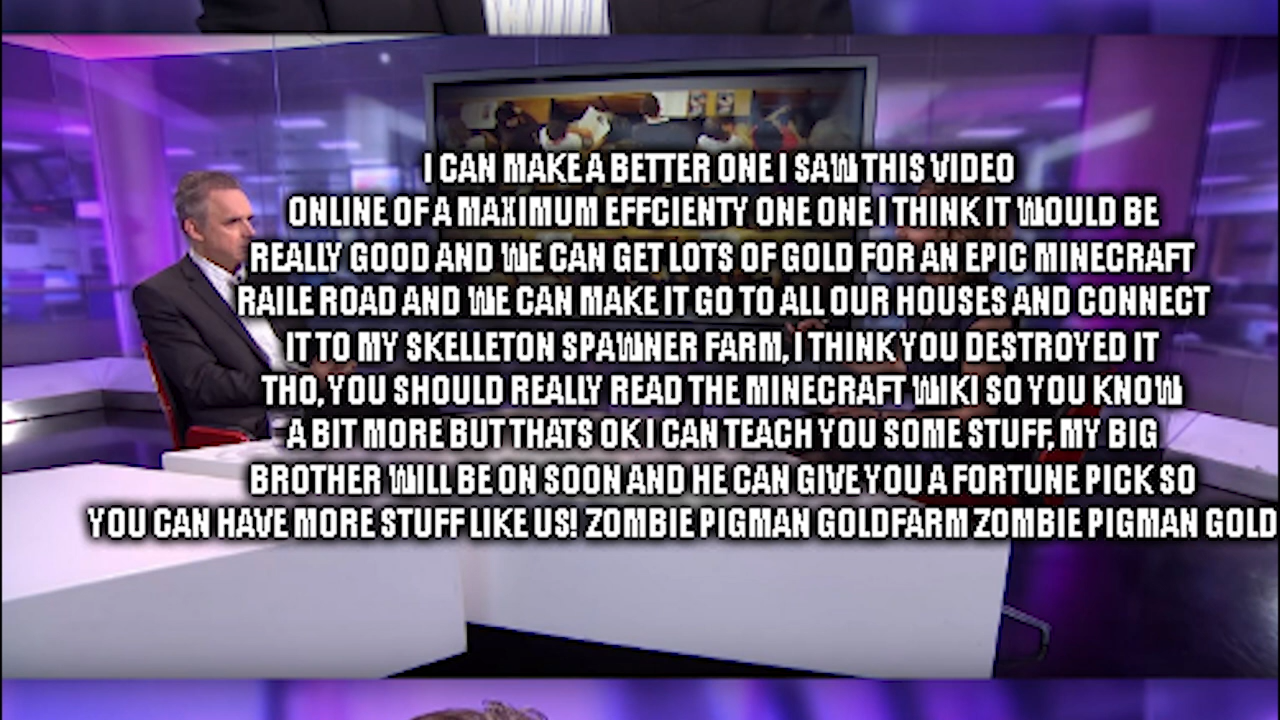 I CAN MAKE A BETTER ONE I SAW THIS VIDEO
ONLINE OF A MAXIMUM EFFCIENTY ONE ONE I THINK IT WOULD BE
REALLY GOOD AND WE CAN GET LOTS OF GOLD FOR AN EPIC MINECRAFT
RAILE ROAD AND WE CAN MAKE IT GO TO ALL OUR HOUSES AND CONNECT
IT TO MY SKELLETON SPAWNER FARM, I THINK YOU DESTROYED IT
THO, YOU SHOULD REALLY READ THE MINECRAFT WIKI SO YOU KNOW
A BIT MORE BUT THATS OK I CAN TEACH YOU SOME STUFF, MY BIG
BROTHER WILL BE ON SOON AND HE CAN GIVE YOU A FORTUNE PICK SO
YOU CAN HAVE MORE STUFF LIKE US! ZOMBIE PIGMAN GOLDFARM ZOMBIE PIGMAN GOLD